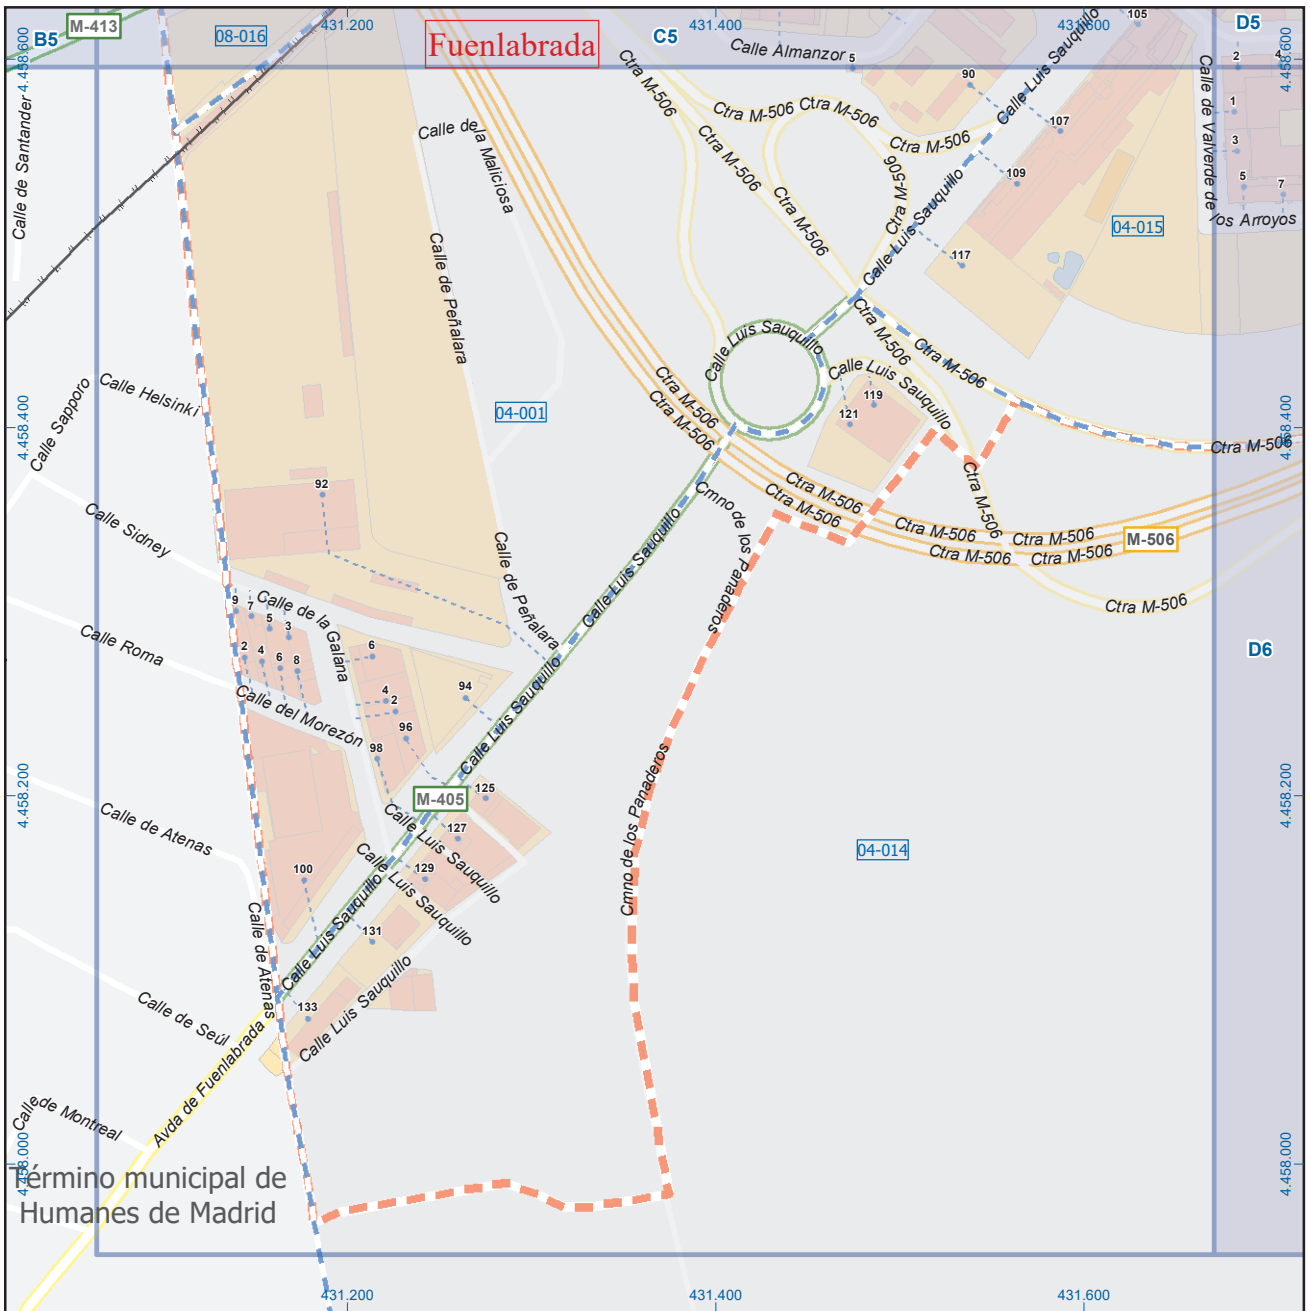 M-413
B5
08-016
431.200
Fuenlabrada
C5
431.400
431.600
105
D5
4.458.600
4.458.600
Calle Almanzor
5
90
107
109
117
2
4
1
3
5
7
Calle de Valverde de
los Arroyos
04-015
Calle de Santander
Calle de la Maliciosa
Calle de Peñalara
Ctra M-506
Ctra M-506
Ctra M-506
Ctra M-506
Ctra M-506
Ctra M-506
Ctra M-506
Calle Luis Sauquillo
Calle Luis Sauquillo
Calle Luis Sauquillo
Ctra M-506
Ctra M-506
Calle Luis Sauquillo
119
121
Calle Sapporo
Calle Helsinki
04-001
Ctra M-506
Ctra M-506
4.458.400
4.458.400
Ctra M-506
92
Calle Sidney
Cmno de los Panaderos
Ctra M-506
Ctra M-506
Ctra M-506
Ctra M-506
Ctra M-506
Ctra M-506
Ctra M-506
M-506
Ctra M-506
D6
Calle de Peñalara
Calle Luis Sauquillo
Calle de la Galana
9
7
5
3
2
4
6
8
6
4
2
96
98
94
Calle Roma
Calle del Morezón
Calle Luis Sauquillo
M-405
125
127
129
131
133
100
Calle Luis Sauquillo
Calle Luis Sauquillo
Calle Luis Sauquillo
Calle Luis Sauquillo
Cmno de los Panaderos
04-014
4.458.200
4.458.200
Calle de Atenas
Calle de Atenas
Calle de Seúl
Avda de Fuenlabrada
Calle de Montreal
4.458.000
4.458.000
Término municipal de
Humanes de Madrid
431.200
431.400
431.600